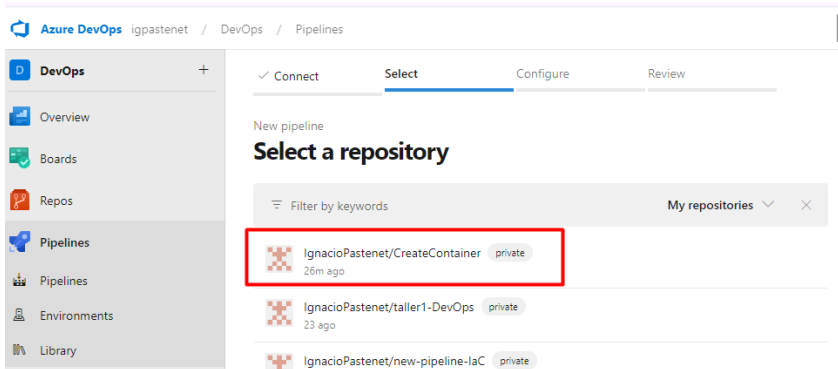 Azure DevOps igpastenet / DevOps / Pipelines
D DevOps +
Overview
Boards
Repos
Pipelines
Pipelines
Environments
Library
Connect Select Configure Review
New pipeline
Select a repository
Filter by keywords My repositories
IgnacioPastenet/CreateContainer private
26m ago
IgnacioPastenet/taller1-DevOps private
23 ago
IgnacioPastenet/new-pipeline-IaC private